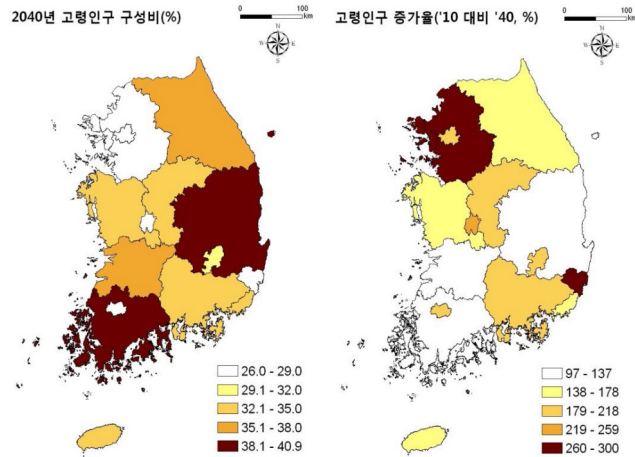 2040년 고령인구 구성비(%)
0 100
km
N
W E
S
26.0 - 29.0
29.1 - 32.0
32.1 - 35.0
35.1 - 38.0
38.1 - 40.9
고령인구 증가율('10 대비 '40, %)
0 100
km
N
W E
S
97 - 137
138 - 178
179 - 218
219 - 259
260 - 300